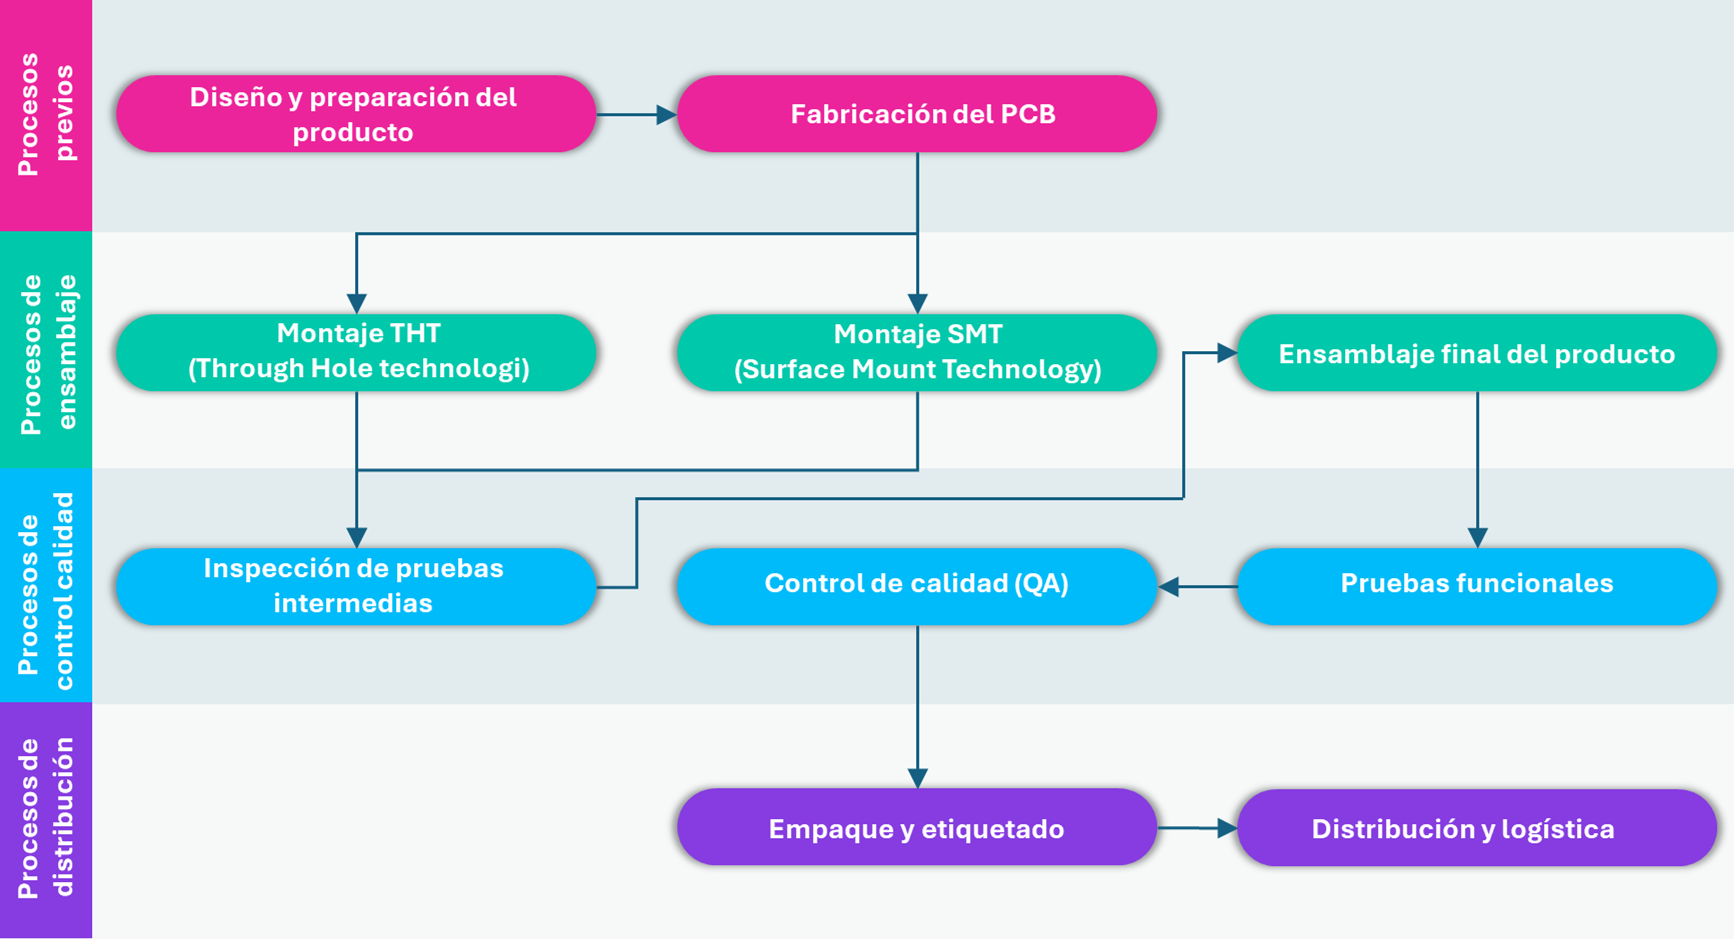 Procesos
previos
Diseño y preparación del
producto
Fabricación del PCB
Procesos de
ensamblaje
Montaje THT
(Through Hole technologi)
Montaje SMT
(Surface Mount Technology)
Ensamblaje final del producto
Procesos de
control calidad
Inspección de pruebas
intermedias
Control de calidad (QA)
Pruebas funcionales
Procesos de
distribución
Empaque y etiquetado
Distribución y logística